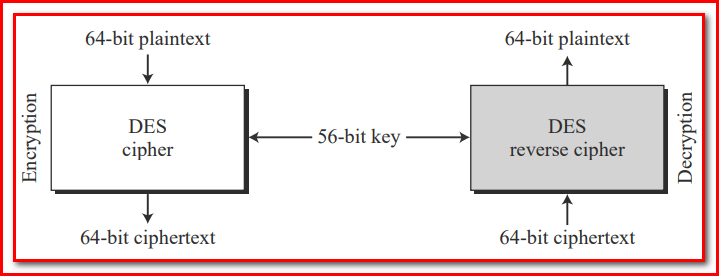 64-bit plaintext
64-bit plaintext
Encryption
DES
cipher
56-bit key
DES
reverse cipher
Decryption
64-bit ciphertext
64-bit ciphertext